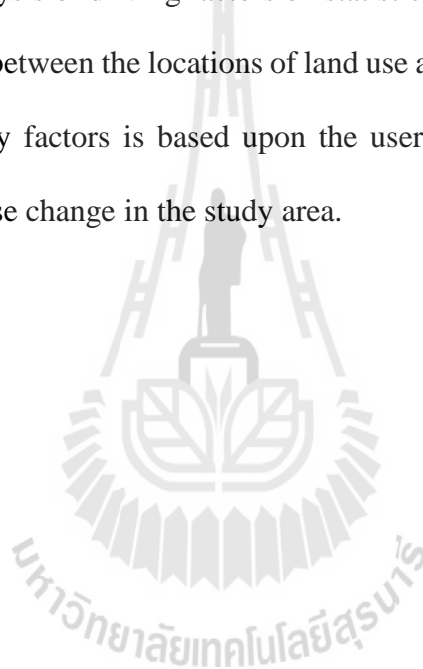 between the locations of land use a
y factors is based upon the user
se change in the study area.
มหาวิทยาลัยเทคโนโลยีสุรนารี